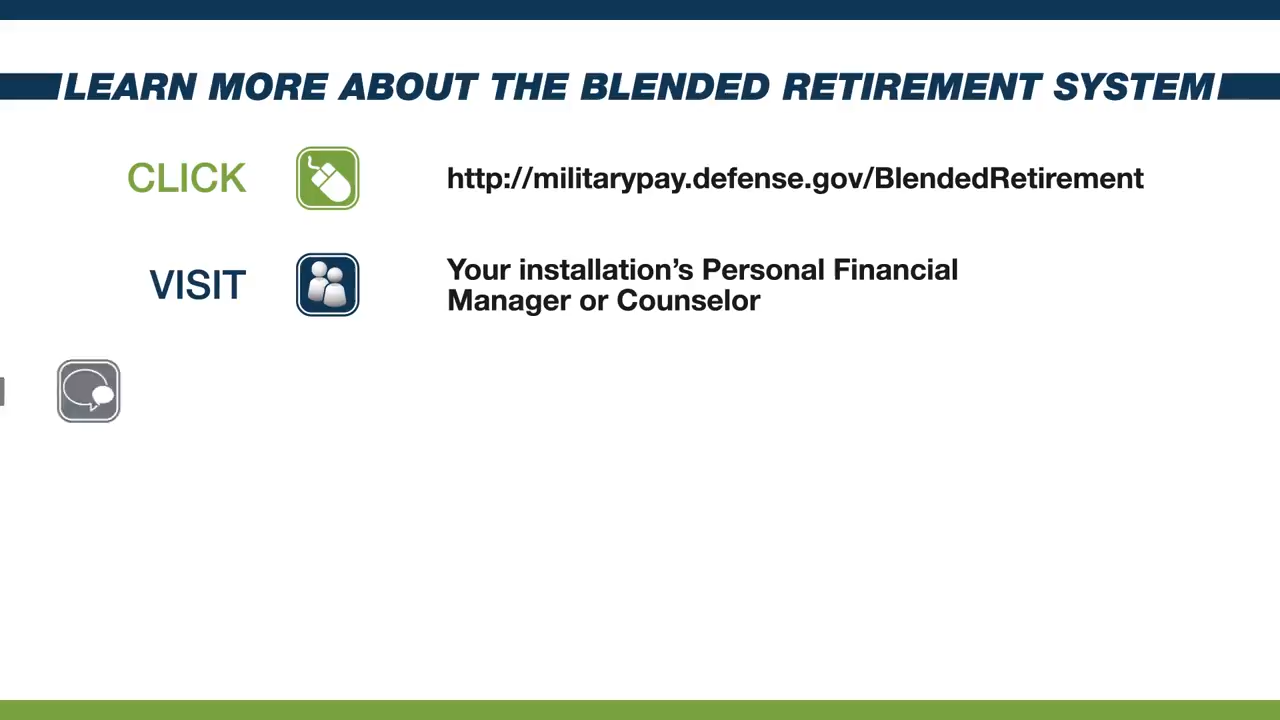 LEARN MORE ABOUT THE BLENDED RETIREMENT SYSTEM
CLICK
http://militarypay.defense.gov/BlendedRetirement
VISIT
Your installation’s Personal Financial
Manager or Counselor